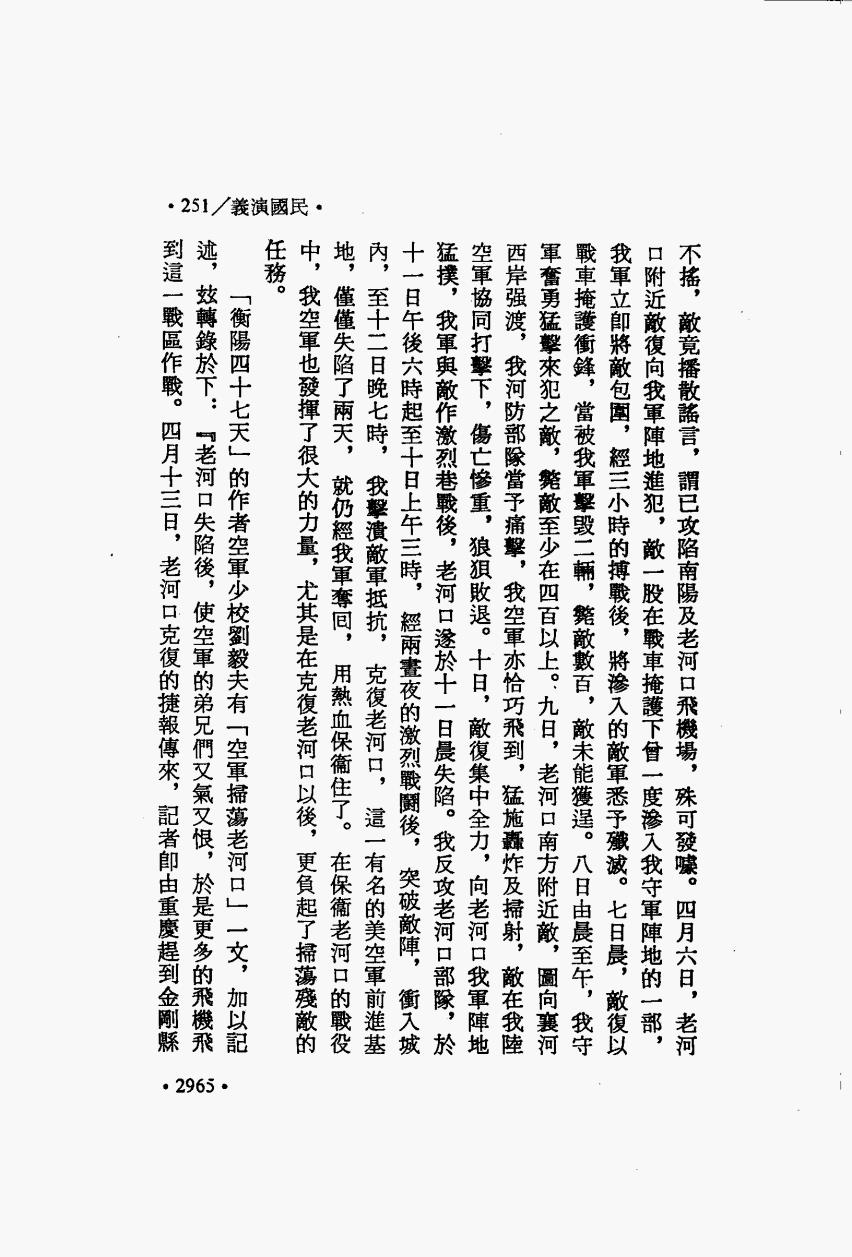 ·251／義演國民·
不搖，敵竟播散謠言，謂已攻陷南陽及老河口飛機場，殊可發噱。四月六日，老河
口附近敵復向我軍陣地進犯，敵一股在戰車掩護下曾一度滲入我守軍陣地的一部，
我軍立卽將敵包圍，經三小時的搏戰後，將滲入的敵軍悉予殲滅。七日晨，敵復以
戰車掩護衝鋒，當被我軍擊毀二輛，斃敵數百，敵未能獲逞。八日由晨至午，我守
軍奮勇猛擊來犯之敵，斃敵至少在四百以上。九日，老河口南方附近敵，圖向襄河
西岸强渡，我河防部隊當予痛擊，我空軍亦恰巧飛到，猛施轟炸及掃射，敵在我陸
空軍協同打擊下，傷亡慘重，狼狽敗退。十日，敵復集中全力，向老河口我軍陣地
猛撲，我軍與敵作激烈巷戰後，老河口遂於十一日晨失陷。我反攻老河口部隊，於
十一日午後六時起至十日上午三時，經兩晝夜的激烈戰鬪後，突破敵陣，衝入城
內，至十二日晚七時，我擊潰敵軍抵抗，克復老河口，這一有名的美空軍前進基
地，僅僅失陷了兩天，就仍經我軍奪囘，用熱血保衞住了。在保衞老河口的戰役
中，我空軍也發揮了很大的力量，尤其是在克復老河口以後，更負起了掃蕩殘敵的
任務。
「衡陽四十七天」的作者空軍少校劉毅夫有「空軍掃蕩老河口」一文，加以記
述，玆轉錄於下：『老河口失陷後，使空軍的弟兄們又氣又恨，於是更多的飛機飛
到這一戰區作戰。四月十三日，老河口克復的捷報傳來，記者卽由重慶趕到金剛縣
·2965·